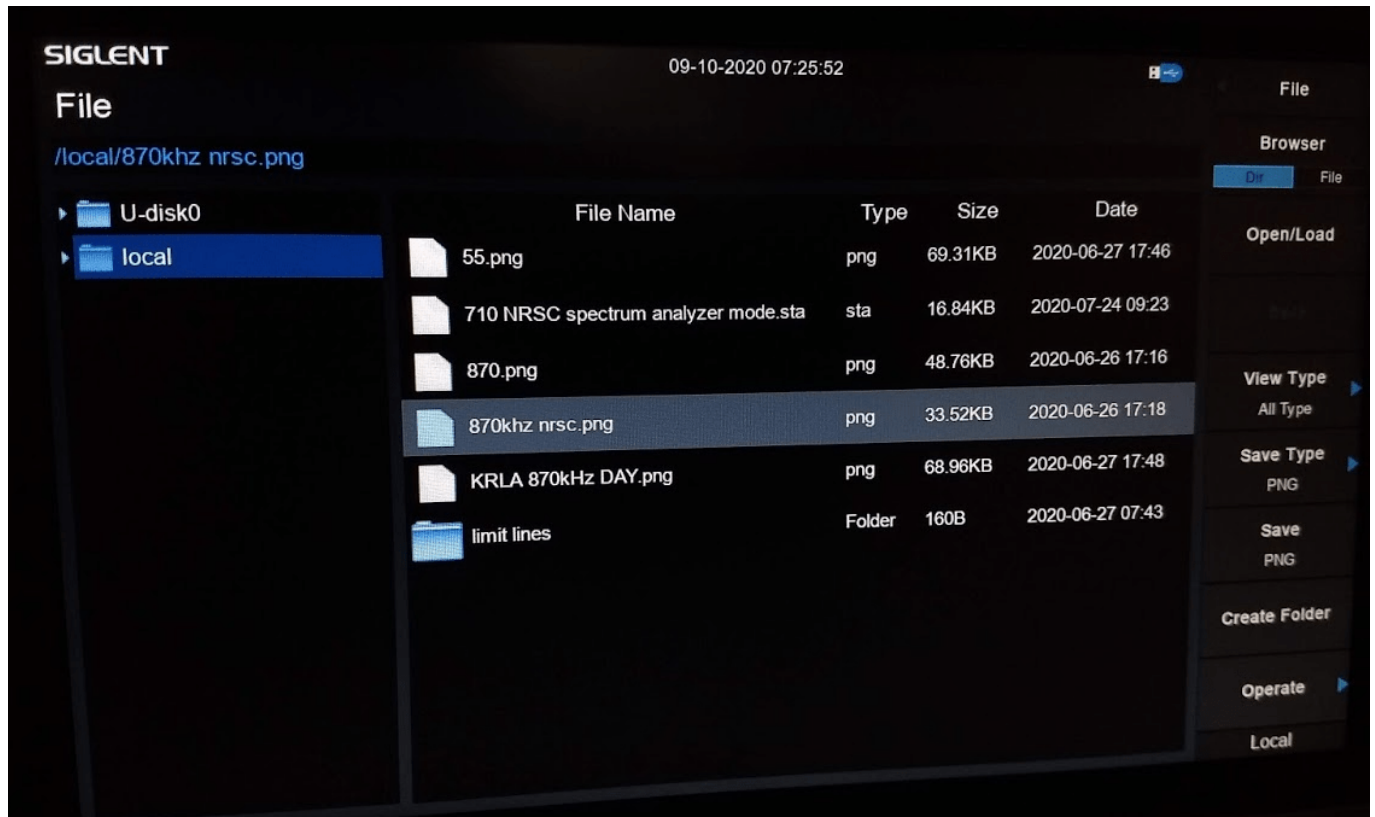 SIGLENT
09-10-2020 07:25:52
File
/local/870khz nrsc.png
U-disk0
local
File Name Type Size Date
55.png png 69.31KB 2020-06-27 17:46
710 NRSC spectrum analyzer mode.sta sta 16.84KB 2020-07-24 09:23
870.png png 48.76KB 2020-06-26 17:16
870khz nrsc.png png 33.52KB 2020-06-26 17:18
KRLA 870kHz DAY.png png 68.96KB 2020-06-27 17:48
limit lines Folder 160B 2020-06-27 07:43
File
Browser
Dir File
Open/Load
View Type
All Type
Save Type
PNG
Save
PNG
Create Folder
Operate
Local